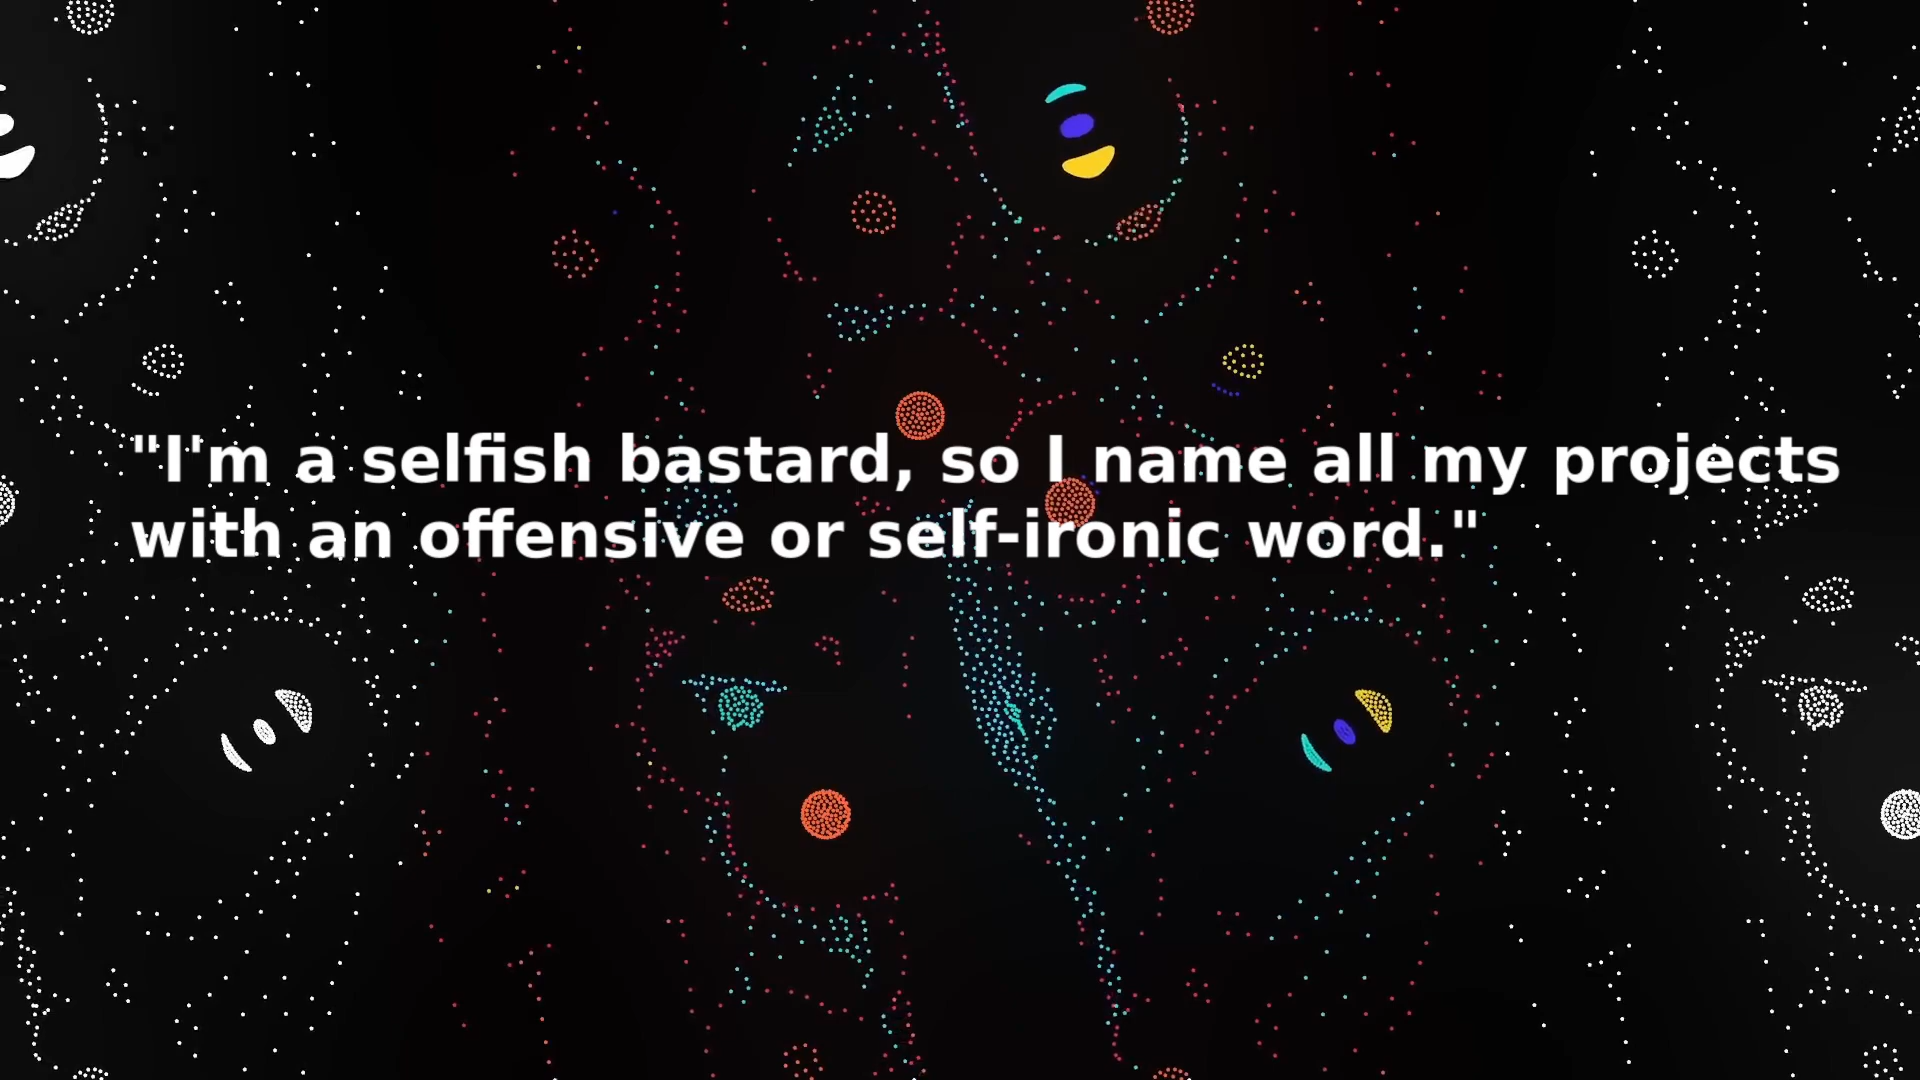 "I'm a selfish bastard, so I name all my projects
with an offensive or self-ironic word."